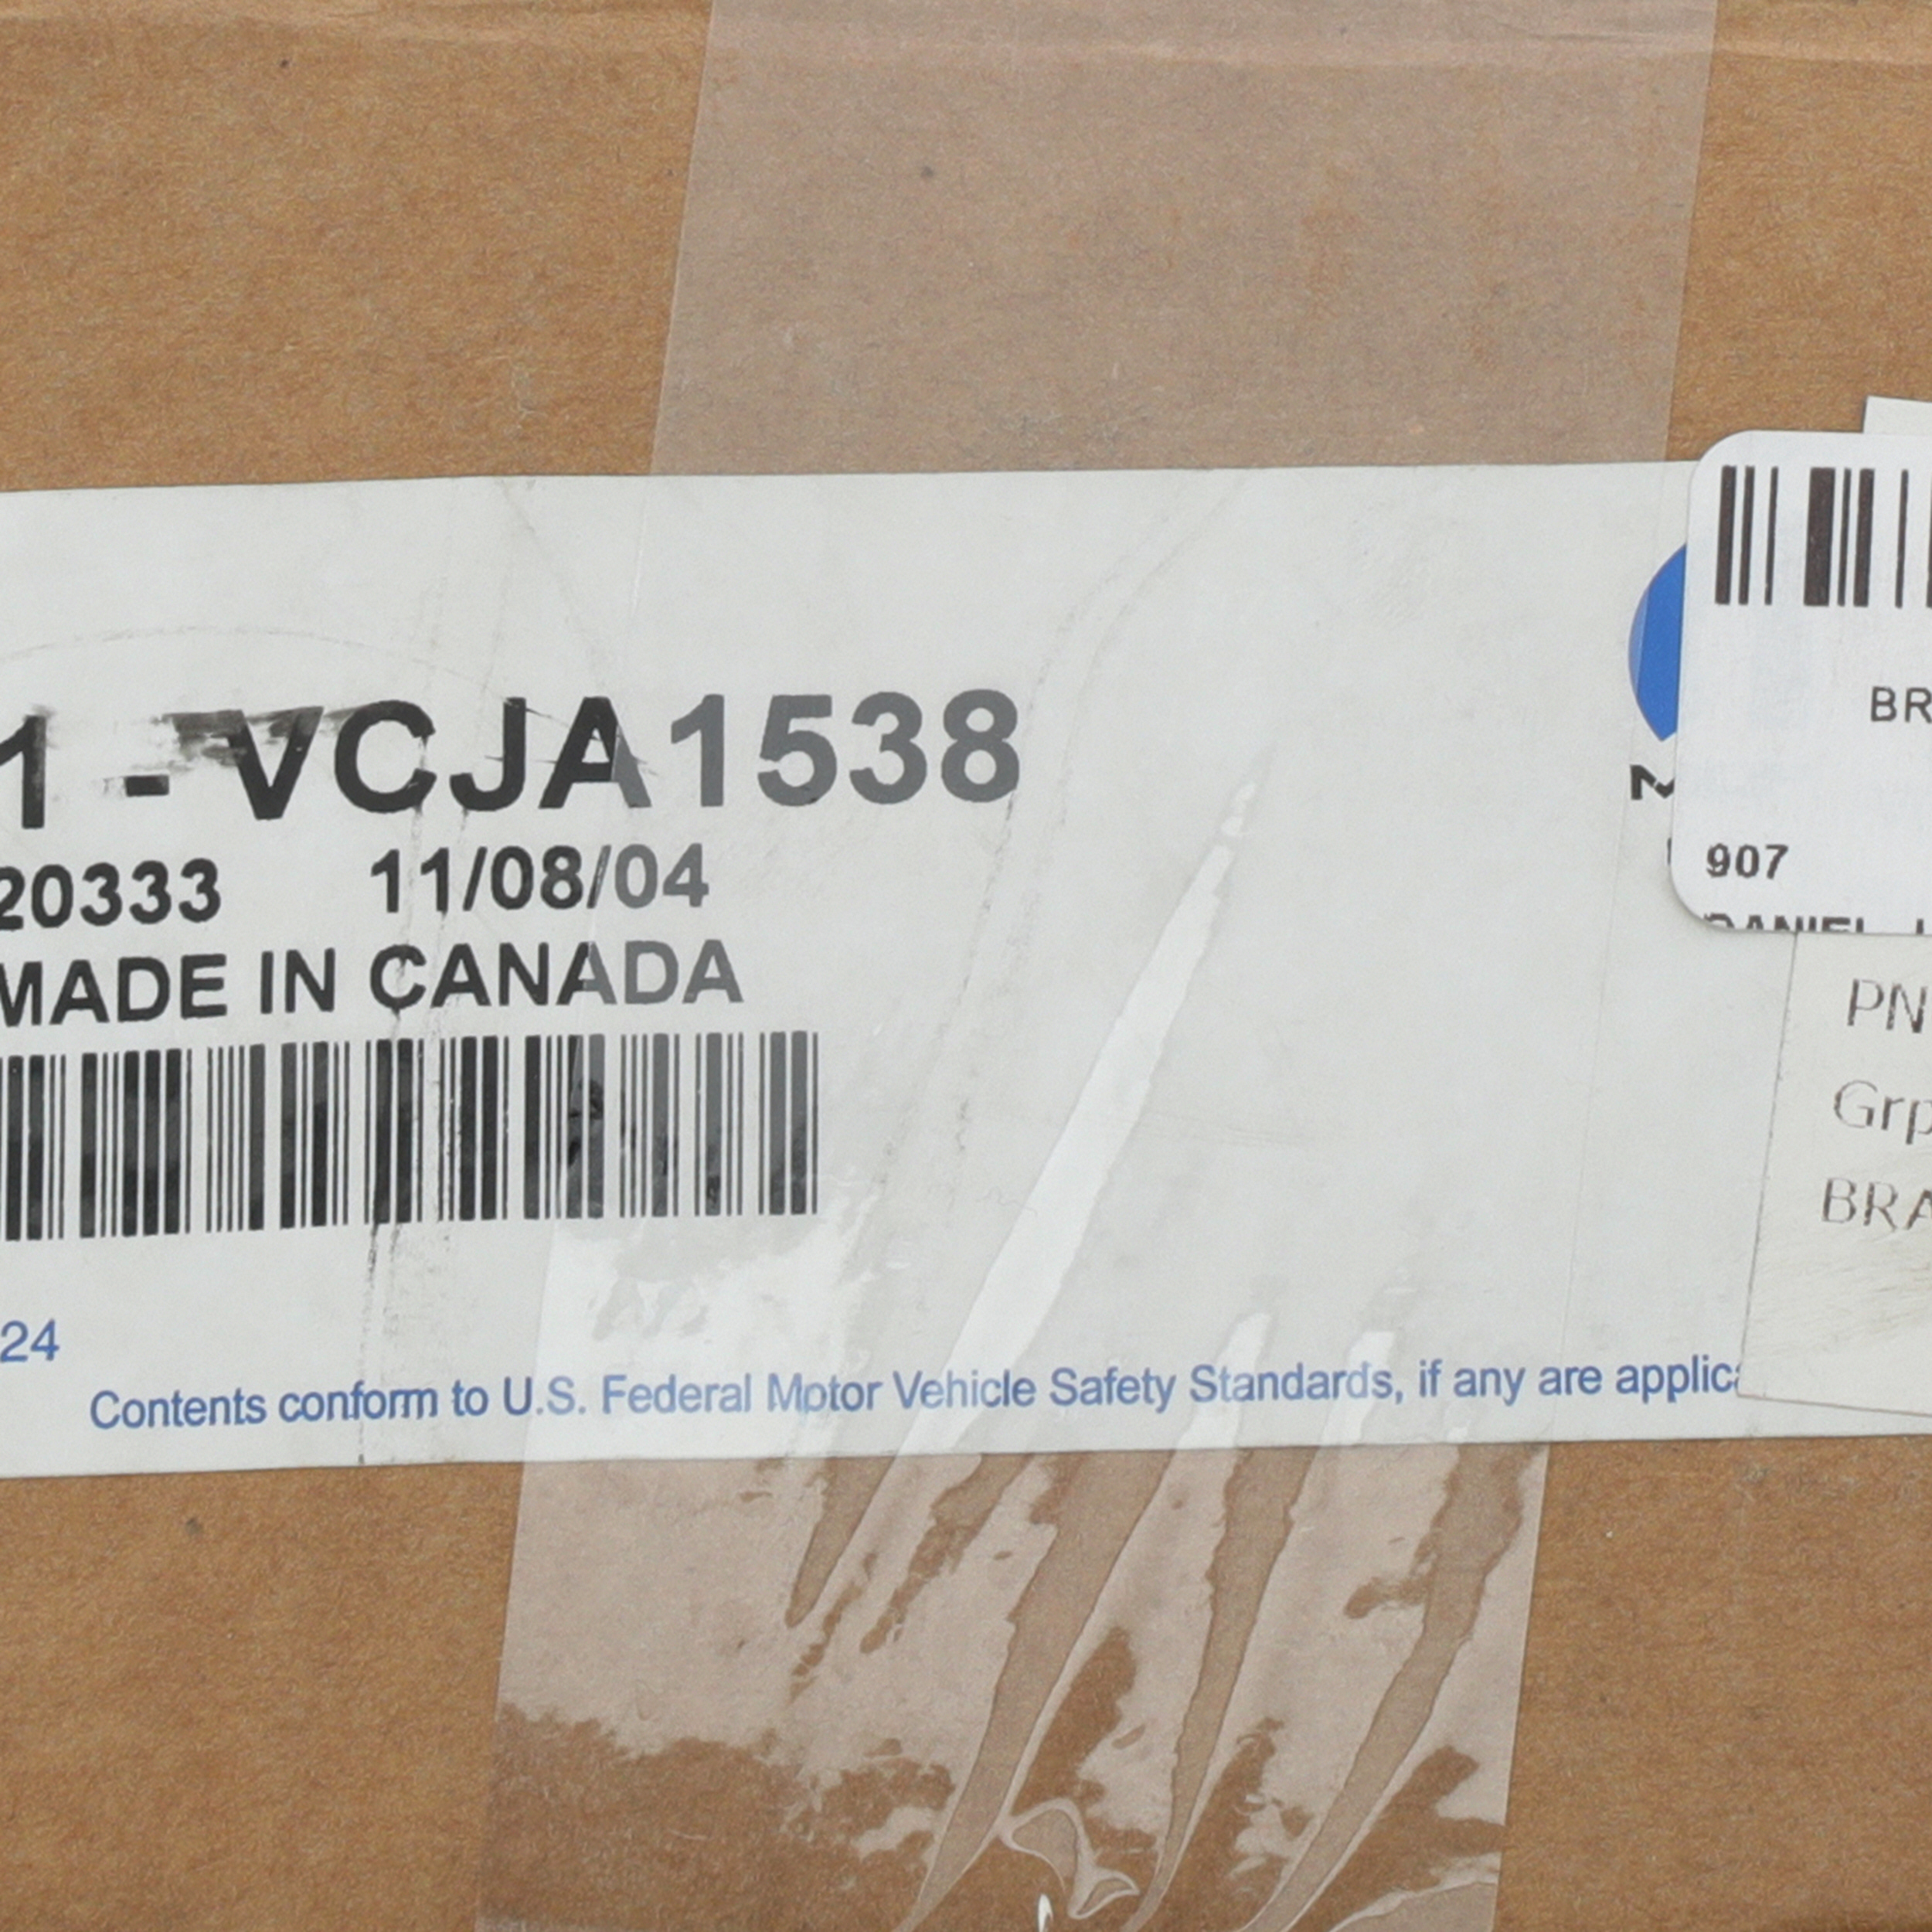 1 - VCJA1538
20333 11/08/04
MADE IN CANADA
24
Contents conform to U.S. Federal Motor Vehicle Safety Standards, if any are
BR
907
DANIEL
PN
Grp
BRA